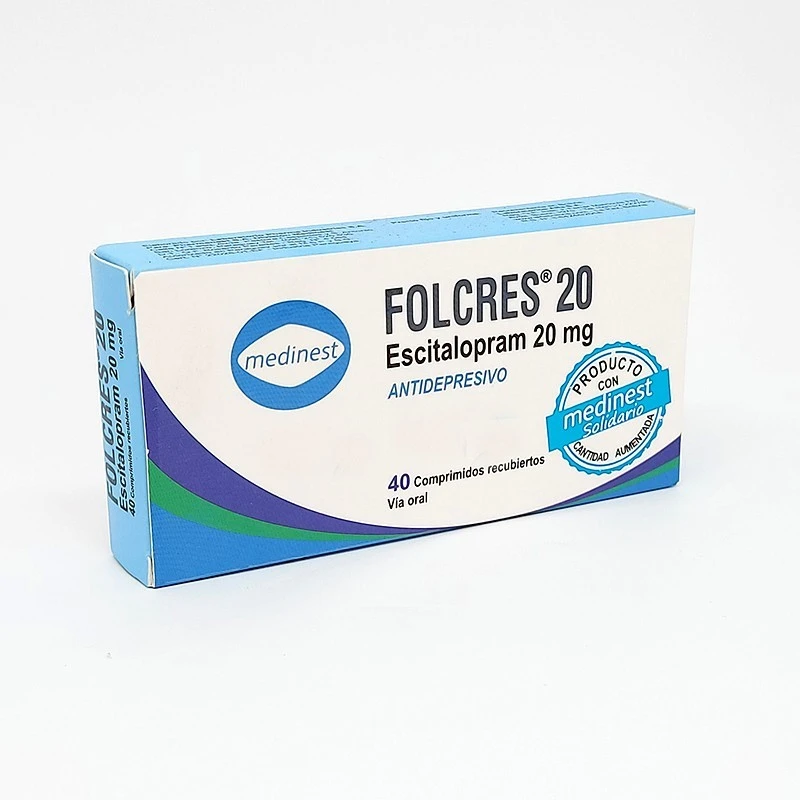 FOLCRES® 20
Escitalopram 20 mg
ANTIDEPRESIVO
medinest
PRODUCTO
CON
medinest
Solidario
CANTIDAD AUMENTADA
40 Comprimidos recubiertos
Vía oral
FOLCRES® 20
Escitalopram 20 mg
40 Comprimidos recubiertos
Vía oral